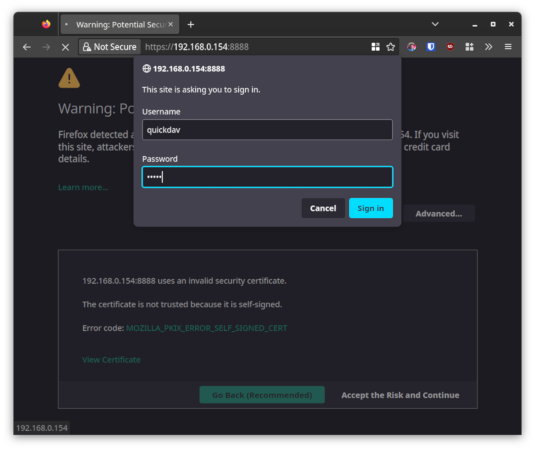 Warning: Potential Secu
Not Secure
https://192.168.0.154:8888
192.168.0.154:8888
This site is asking you to sign in.
Username
quickdav
Password
•••••
Cancel
Sign in
Warning: Po
Firefox detected a
54. If you visit
this site, attackers
credit card
details.
Learn more...
Advanced...
192.168.0.154:8888 uses an invalid security certificate.
The certificate is not trusted because it is self-signed.
Error code: MOZILLA_PKIX_ERROR_SELF_SIGNED_CERT
View Certificate
Go Back (Recommended)
Accept the Risk and Continue
192.168.0.154